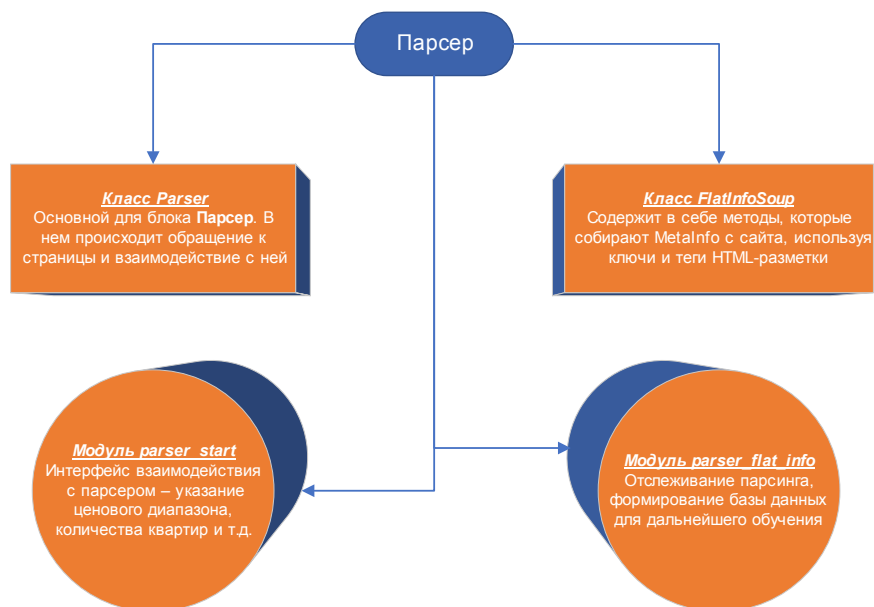 Парсер
Класс Parser
Основной для блока Парсер. В
нем происходит обращение к
страницы и взаимодействие с ней
Класс FlatInfoSoup
Содержит в себе методы, которые
собирают MetaInfo с сайта, используя
ключи и теги HTML-разметки
Модуль parser_start
Интерфейс взаимодействия
с парсером – указание
ценового диапазона,
количества квартир и т.д.
Модуль parser_flat_info
Отслеживание парсинга,
формирование базы данных
для дальнейшего обучения